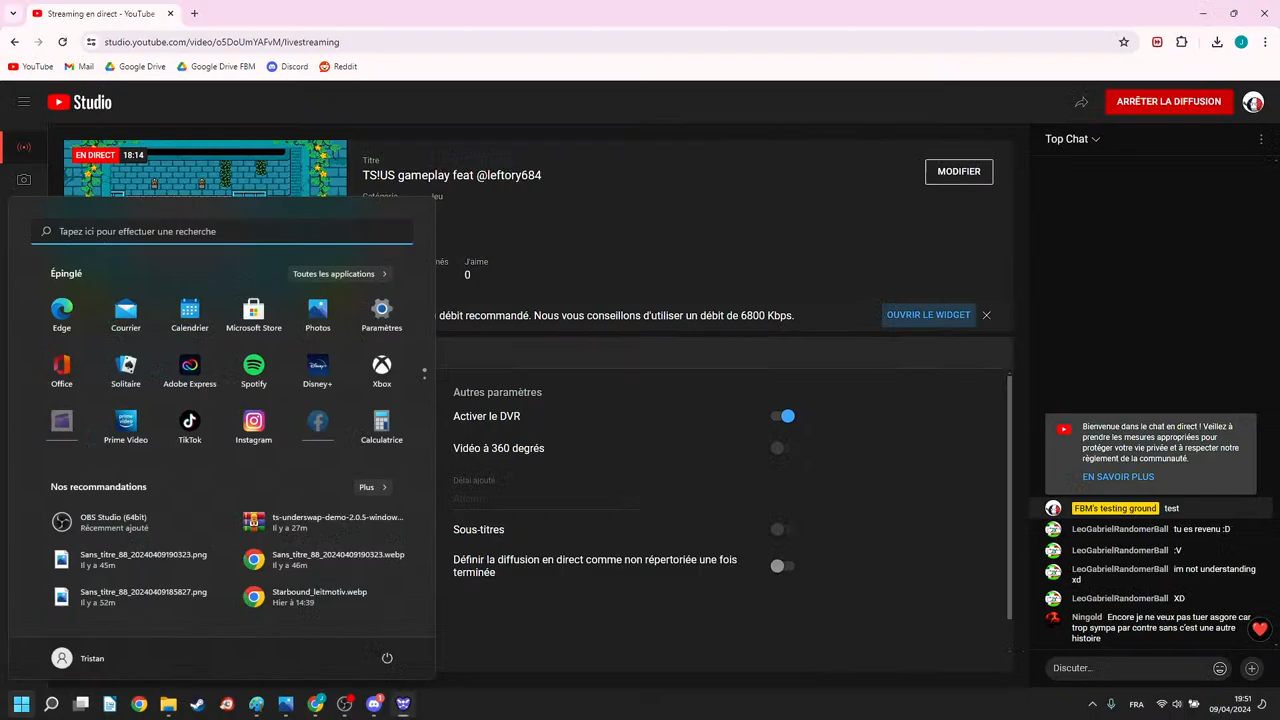 Streaming en direct - YouTube
studio.youtube.com/video/o5DoUmYAFvM/livestreaming
YouTube
Mail
Google Drive
Google Drive FBM
Discord
Reddit
Studio
ARRÊTER LA DIFFUSION
EN DIRECT 18:14
Titre
TS!US gameplay feat @leftory684
MODIFIER
J'aime
0
débit recommandé. Nous vous conseillons d'utiliser un débit de 6800 Kbps.
OUVRIR LE WIDGET
Autres paramètres
Activer le DVR
Vidéo à 360 degrés
Délai ajouté
Sous-titres
Définir la diffusion en direct comme non répertoriée une fois
terminée
Tapez ici pour effectuer une recherche
Épinglé
Toutes les applications
Edge
Courrier
Calendrier
Microsoft Store
Photos
Paramètres
Office
Solitaire
Adobe Express
Spotify
Disney+
Xbox
Prime Video
TikTok
Instagram
Calculatrice
Nos recommandations
Plus
OBS Studio (64bit)
Récemment ajouté
ts-underswap-demo-2.0.5-window...
Il y a 27m
Sans_titre_88_20240409190323.png
Il y a 45m
Sans_titre_88_20240409190323.webp
Il y a 46m
Sans_titre_88_20240409185827.png
Il y a 52m
Starbound_leitmotiv.webp
Hier à 14:39
Tristan
Top Chat
Bienvenue dans le chat en direct ! Veillez à
prendre les mesures appropriées pour
protéger votre vie privée et à respecter notre
règlement de la communauté.
EN SAVOIR PLUS
FBM's testing ground test
LeoGabrielRandomerBall tu es revenu :D
LeoGabrielRandomerBall :V
LeoGabrielRandomerBall im not understanding
xd
LeoGabrielRandomerBall XD
Ningold Encore je ne veux pas tuer asgore car
trop sympa par contre sans c'est une autre
histoire
Discuter...
FRA
19:51
09/04/2024